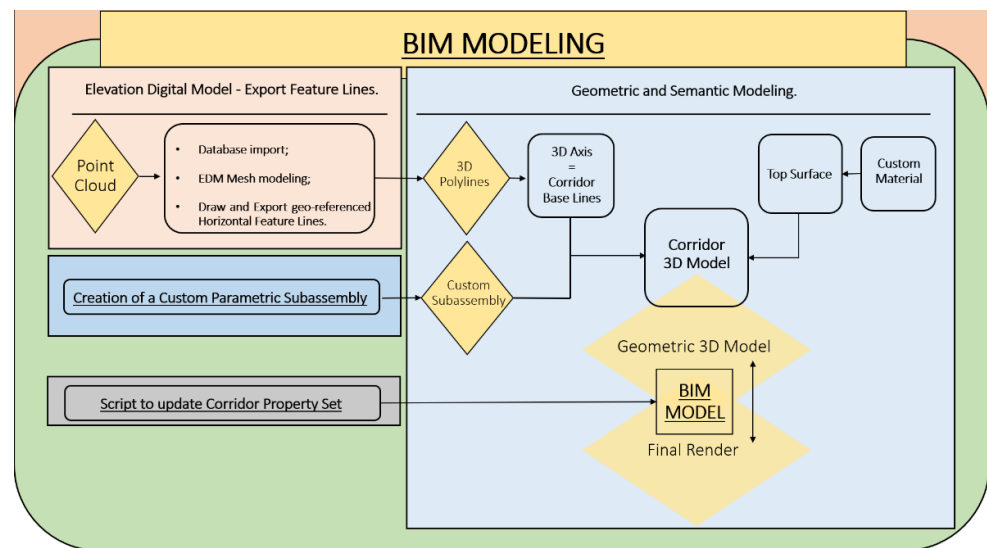 BIM MODELING
Elevation Digital Model - Export Feature Lines.
Point
Cloud
• Database import;
• EDM Mesh modeling;
• Draw and Export geo-referenced
Horizontal Feature Lines.
Creation of a Custom Parametric Subassembly
Script to update Corridor Property Set
Geometric and Semantic Modeling.
3D
Polylines
3D Axis
=
Corridor
Base Lines
Top Surface
Custom
Material
Custom
Subassembly
Corridor
3D Model
Geometric 3D Model
BIM
MODEL
Final Render